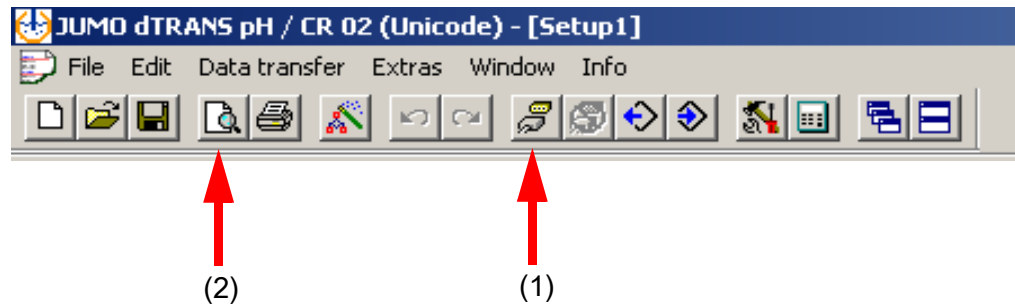 JUMO dTRANS pH / CR 02 (Unicode) - [Setup1]
File Edit Data transfer Extras Window Info
(2) (1)